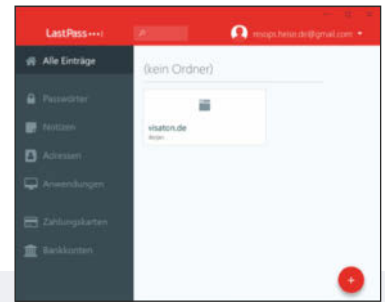 LastPass
Alle Einträge
(kein Ordner)
Passwörter
visaton.de
Notizen
Adressen
Anwendungen
Zahlungskarten
Bankkonten